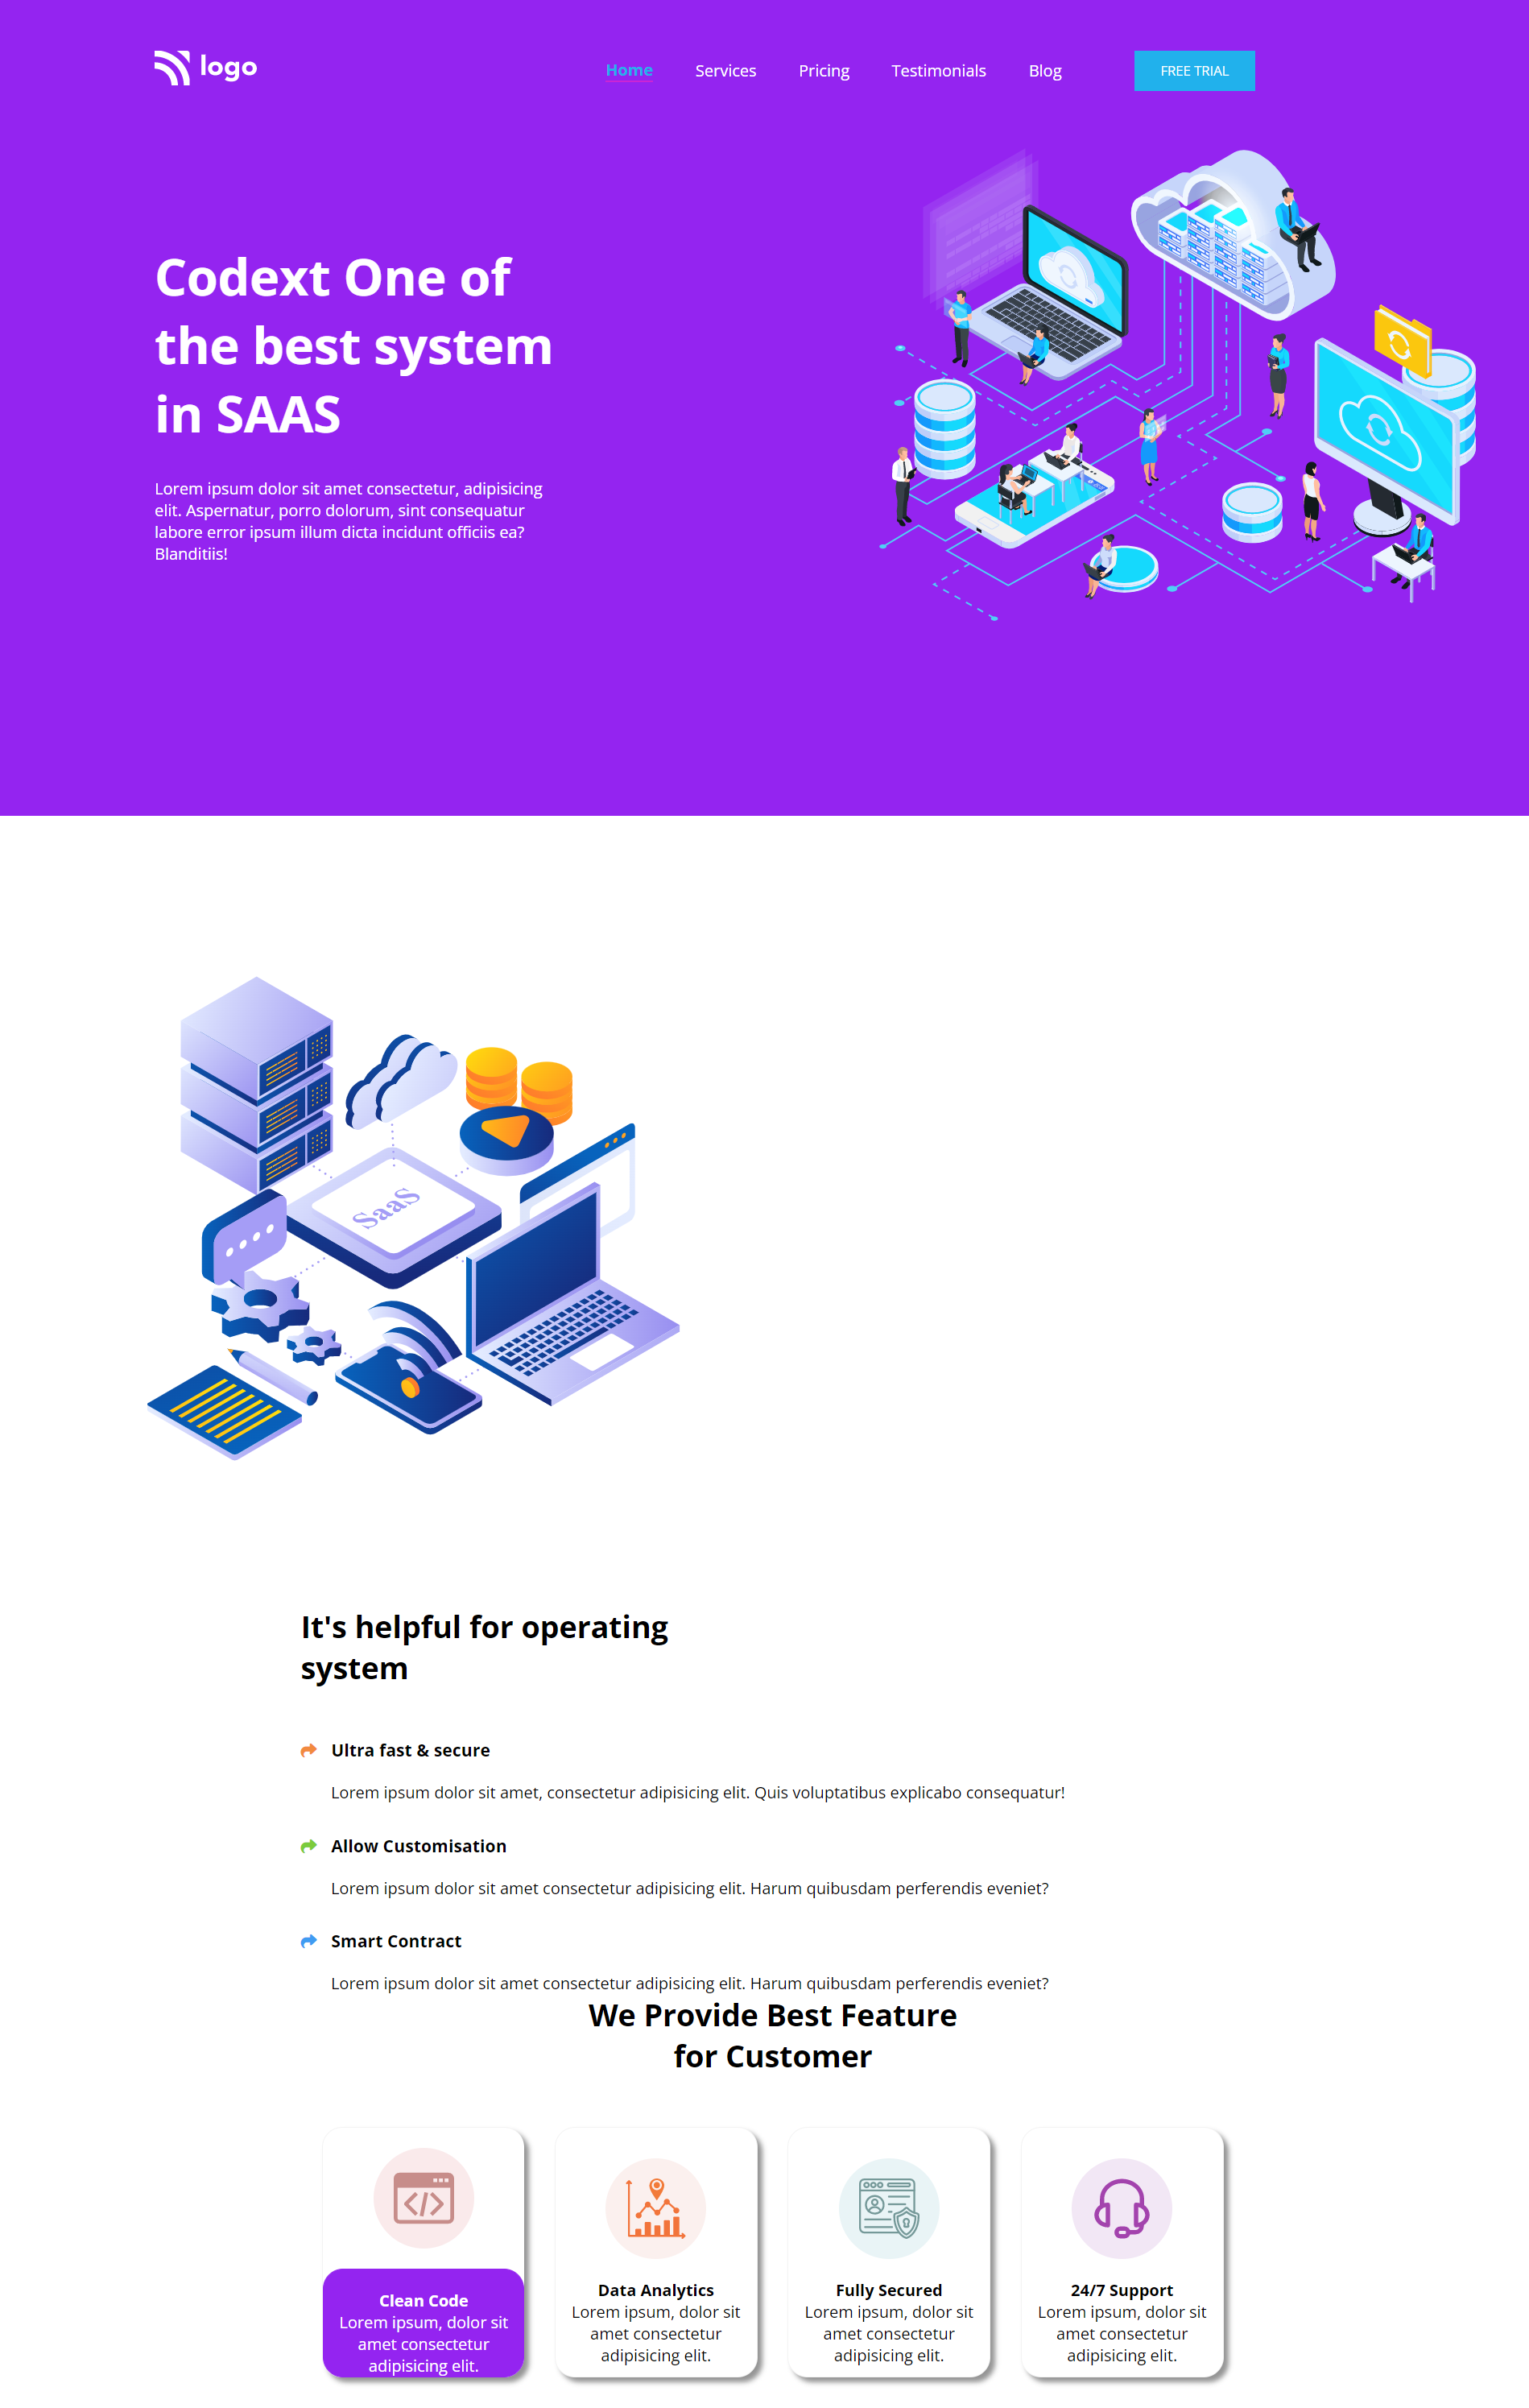 logo
Home Services Pricing Testimonials Blog FREE TRIAL
Codext One of
the best system
in SAAS
Lorem ipsum dolor sit amet consectetur, adipisicing
elit. Aspernatur, porro dolorum, sint consequatur
labore error ipsum illum dicta incidunt officiis ea?
Blanditiis!
SaaS
It's helpful for operating
system
Ultra fast & secure
Lorem ipsum dolor sit amet, consectetur adipisicing elit. Quis voluptatibus explicabo consequatur!
Allow Customisation
Lorem ipsum dolor sit amet consectetur adipisicing elit. Harum quibusdam perferendis eveniet?
Smart Contract
Lorem ipsum dolor sit amet consectetur adipisicing elit. Harum quibusdam perferendis eveniet?
We Provide Best Feature
for Customer
Clean Code
Lorem ipsum, dolor sit
amet consectetur
adipisicing elit.
Data Analytics
Lorem ipsum, dolor sit
amet consectetur
adipisicing elit.
Fully Secured
Lorem ipsum, dolor sit
amet consectetur
adipisicing elit.
24/7 Support
Lorem ipsum, dolor sit
amet consectetur
adipisicing elit.